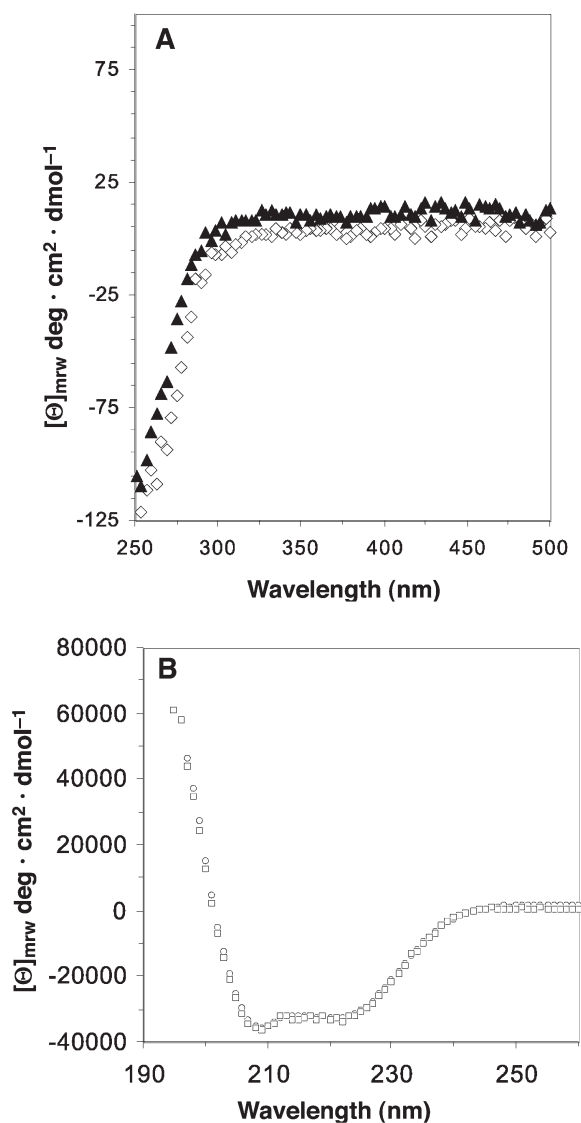 A
75
25
-25
-75
-125
250 300 350 400 450 500
[Θ]mrw deg · cm² · dmol⁻¹
Wavelength (nm)
B
80000
60000
40000
20000
0
-20000
-40000
190 210 230 250
[Θ]mrw deg · cm² · dmol⁻¹
Wavelength (nm)